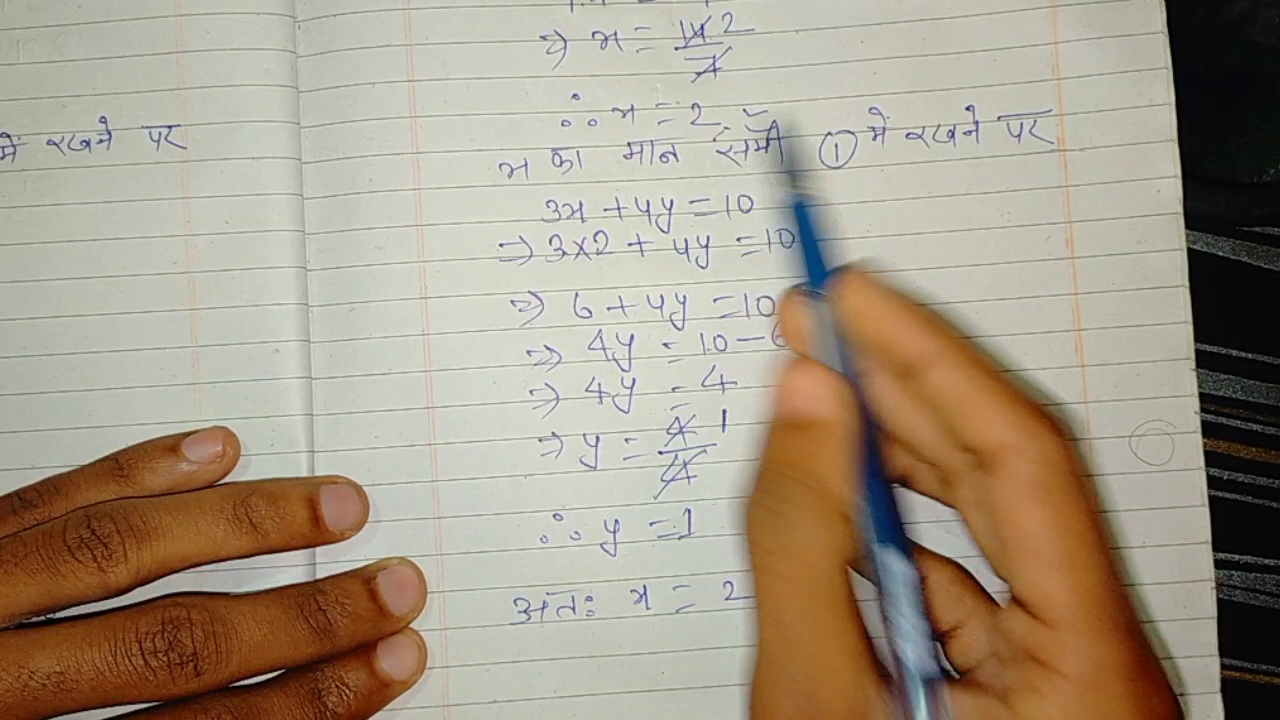 में रखने पर
⇒ x = 14 2 / 7
∴ x = 2
x का मान समी ① में रखने पर
3x + 4y = 10
⇒ 3×2 + 4y = 10
⇒ 6 + 4y = 10
⇒ 4y = 10 - 6
⇒ 4y = 4
⇒ y = 4 1 / 4
∴ y = 1
अतः x = 2